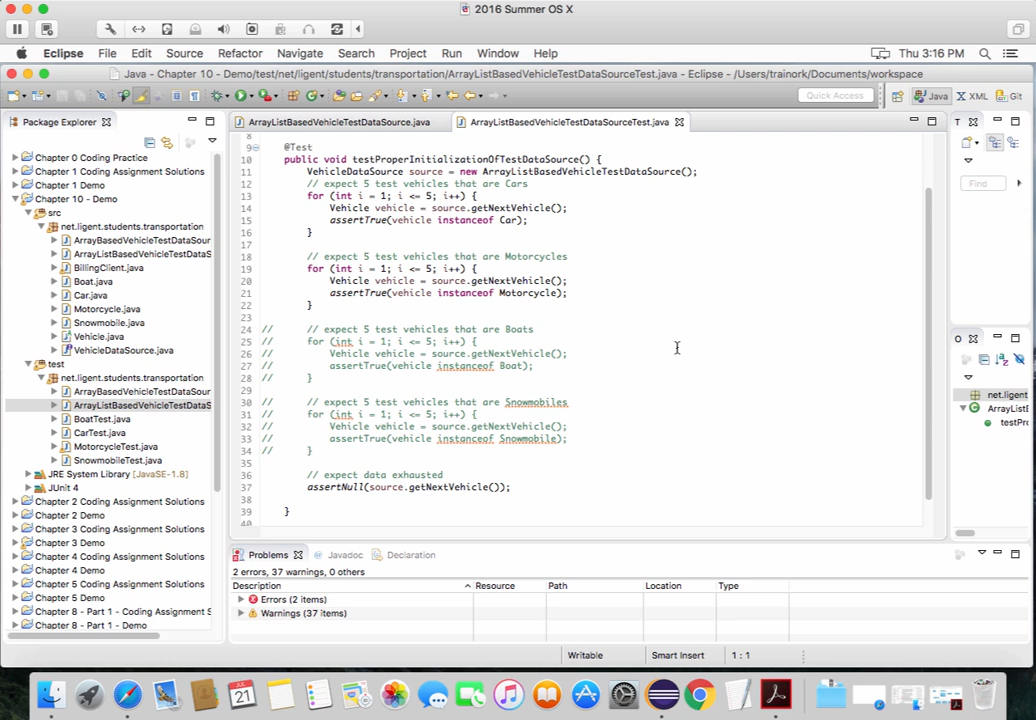 2016 Summer OS X
Eclipse File Edit Source Refactor Navigate Search Project Run Window Help Thu 3:16 PM
Java - Chapter 10 - Demo/test/net/ligent/students/transportation/ArrayListBasedVehicleTestDataSourceTest.java - Eclipse - /Users/trainork/Documents/workspace
Quick Access Java XML Git
Package Explorer
Chapter 0 Coding Practice
Chapter 1 Coding Assignment Solutions
Chapter 1 Demo
Chapter 10 - Demo
src
net.ligent.students.transportation
ArrayBasedVehicleTestDataSour
ArrayListBasedVehicleTestDataS
BillingClient.java
Boat.java
Car.java
Motorcycle.java
Snowmobile.java
Vehicle.java
VehicleDataSource.java
test
net.ligent.students.transportation
ArrayBasedVehicleTestDataSour
ArrayListBasedVehicleTestDataS
BoatTest.java
CarTest.java
MotorcycleTest.java
SnowmobileTest.java
JRE System Library [JavaSE-1.8]
JUnit 4
Chapter 2 Coding Assignment Solutions
Chapter 2 Demo
Chapter 3 Coding Assignment Solutions
Chapter 3 Demo
Chapter 4 Coding Assignment Solutions
Chapter 4 Demo
Chapter 5 Coding Assignment Solutions
Chapter 5 Demo
Chapter 8 - Part 1 - Coding Assignment S
Chapter 8 - Part 1 - Demo
ArrayListBasedVehicleTestDataSource.java ArrayListBasedVehicleTestDataSourceTest.java
8
9 @Test
10 public void testProperInitializationOfTestDataSource() {
11 VehicleDataSource source = new ArrayListBasedVehicleTestDataSource();
12 // expect 5 test vehicles that are Cars
13 for (int i = 1; i <= 5; i++) {
14 Vehicle vehicle = source.getNextVehicle();
15 assertTrue(vehicle instanceof Car);
16 }
17
18 // expect 5 test vehicles that are Motorcycles
19 for (int i = 1; i <= 5; i++) {
20 Vehicle vehicle = source.getNextVehicle();
21 assertTrue(vehicle instanceof Motorcycle);
22 }
23
24 // // expect 5 test vehicles that are Boats
25 // for (int i = 1; i <= 5; i++) {
26 // Vehicle vehicle = source.getNextVehicle();
27 // assertTrue(vehicle instanceof Boat);
28 // }
29
30 // // expect 5 test vehicles that are Snowmobiles
31 // for (int i = 1; i <= 5; i++) {
32 // Vehicle vehicle = source.getNextVehicle();
33 // assertTrue(vehicle instanceof Snowmobile);
34 // }
35
36 // expect data exhausted
37 assertNull(source.getNextVehicle());
38
39 }
40
T
Find
O
net.ligent
ArrayListI
testPro
Problems Javadoc Declaration
2 errors, 37 warnings, 0 others
Description Resource Path Location Type
Errors (2 items)
Warnings (37 items)
Writable Smart Insert 1 : 1
21